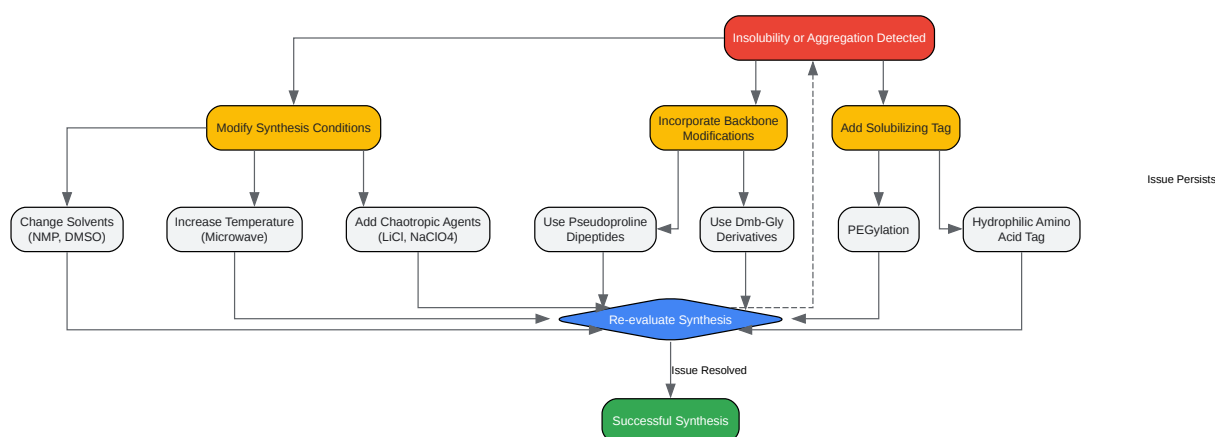 Insolubility or Aggregation Detected
Modify Synthesis Conditions
Incorporate Backbone
Modifications
Add Solubilizing Tag
Issue Persists
Change Solvents
(NMP, DMSO)
Increase Temperature
(Microwave)
Add Chaotropic Agents
(LiCl, NaClO4)
Use Pseudoproline
Dipeptides
Use Dmb-Gly
Derivatives
PEGylation
Hydrophilic Amino
Acid Tag
Re-evaluate Synthesis
Issue Resolved
Successful Synthesis